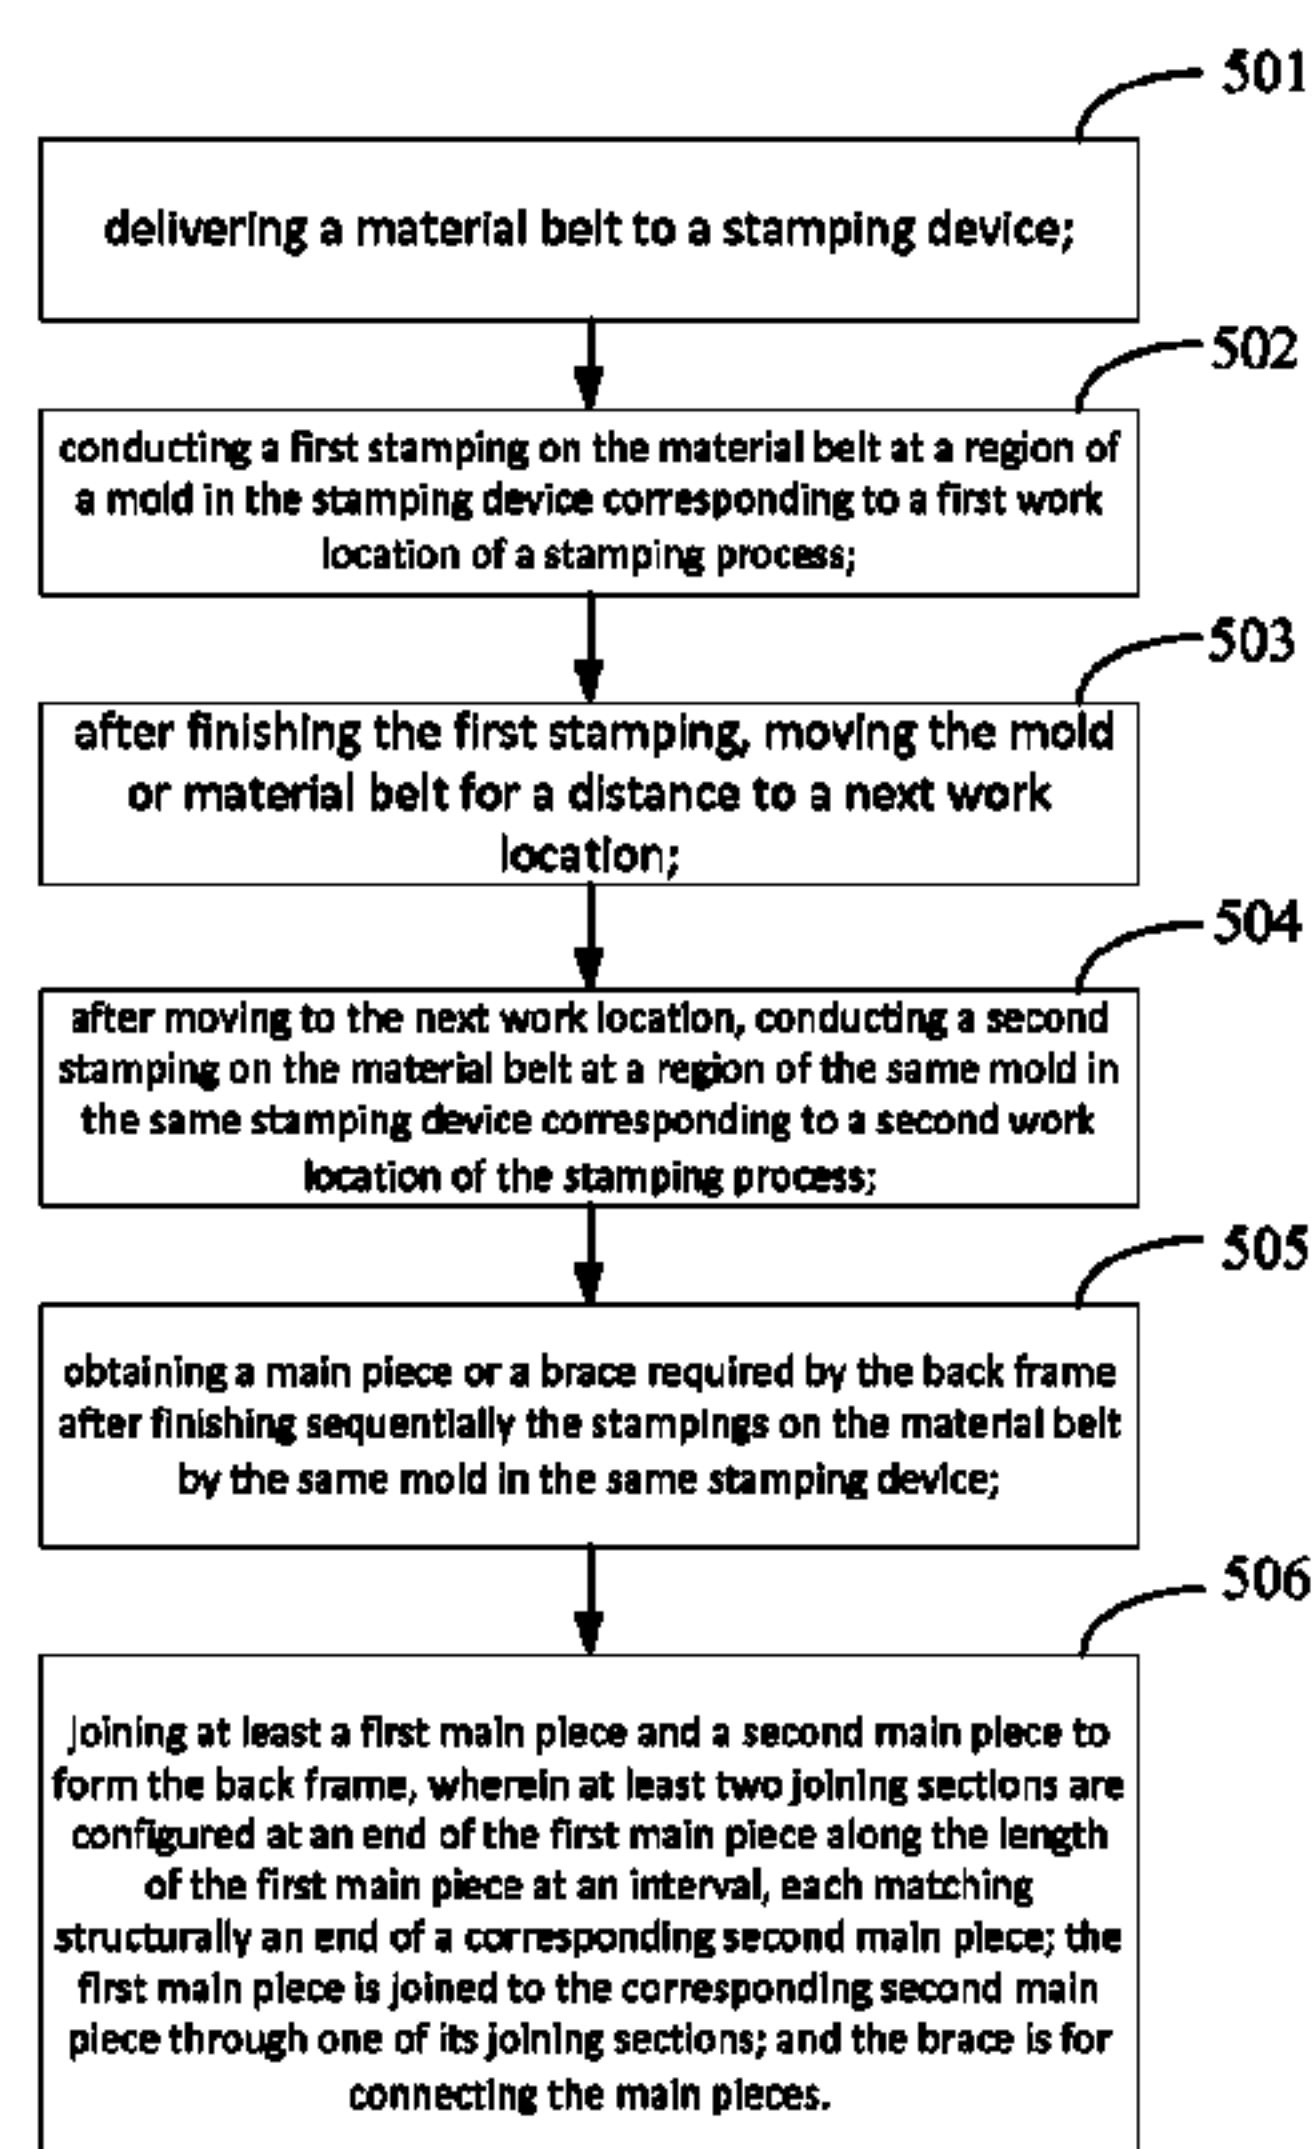 501
delivering a material belt to a stamping device;
502
conducting a first stamping on the material belt at a region of
a mold in the stamping device corresponding to a first work
location of a stamping process;
503
after finishing the first stamping, moving the mold
or material belt for a distance to a next work
location;
504
after moving to the next work location, conducting a second
stamping on the material belt at a region of the same mold in
the same stamping device corresponding to a second work
location of the stamping process;
505
obtaining a main piece or a brace required by the back frame
after finishing sequentially the stampings on the material belt
by the same mold in the same stamping device;
506
Joining at least a first main piece and a second main piece to
form the back frame, wherein at least two joining sections are
configured at an end of the first main piece along the length
of the first main piece at an interval, each matching
structurally an end of a corresponding second main piece; the
first main piece is joined to the corresponding second main
piece through one of its joining sections; and the brace is for
connecting the main pieces.